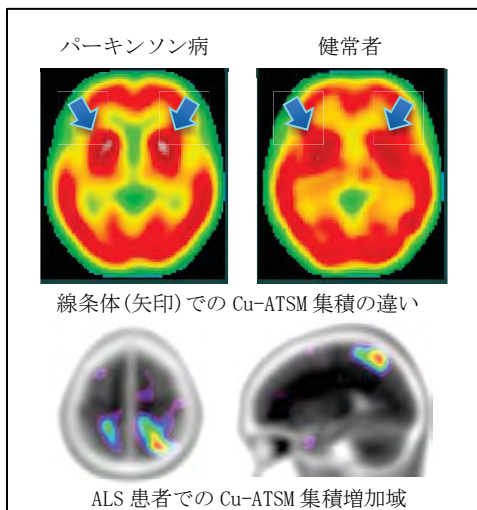 パーキンソン病 健常者
線条体(矢印)での Cu-ATSM 集積の違い
ALS 患者での Cu-ATSM 集積増加域